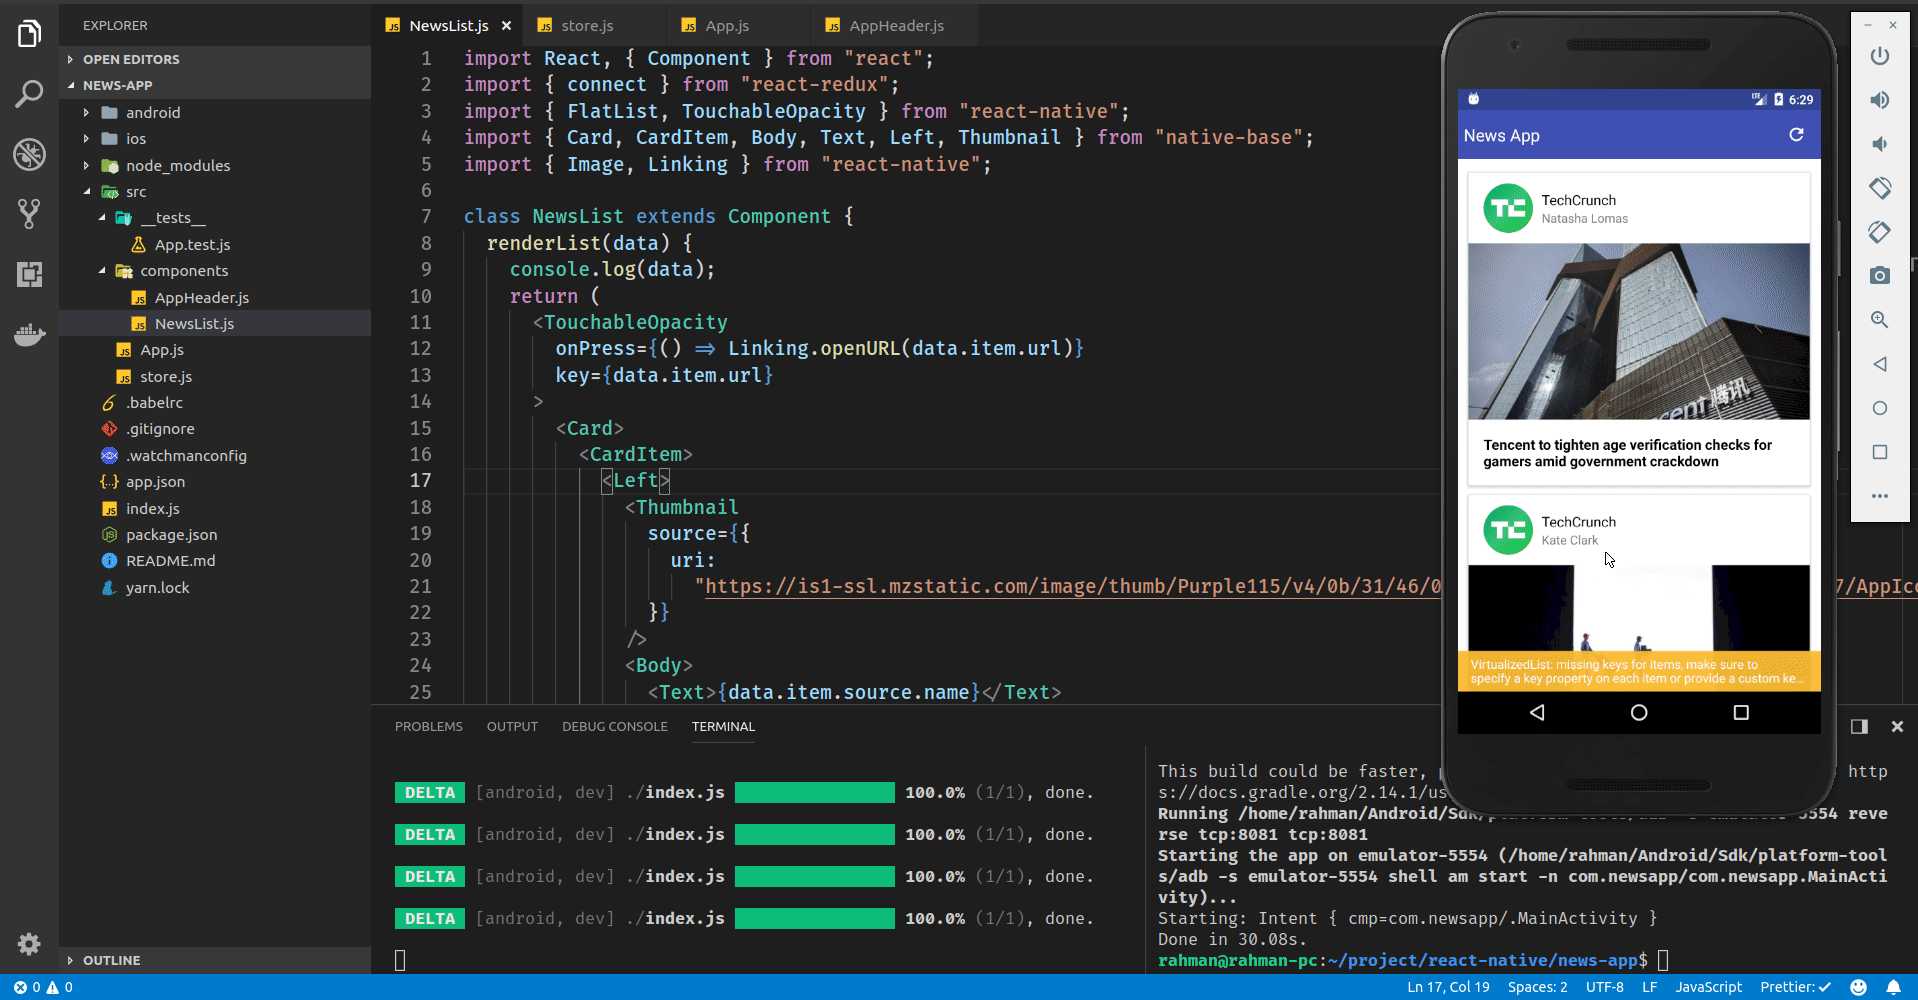 EXPLORER
OPEN EDITORS
NEWS-APP
android
ios
node_modules
src
__tests__
App.test.js
components
AppHeader.js
NewsList.js
App.js
store.js
.babelrc
.gitignore
.watchmanconfig
app.json
index.js
package.json
README.md
yarn.lock
OUTLINE
NewsList.js store.js App.js AppHeader.js
1 import React, { Component } from "react";
2 import { connect } from "react-redux";
3 import { FlatList, TouchableOpacity } from "react-native";
4 import { Card, CardItem, Body, Text, Left, Thumbnail } from "native-base";
5 import { Image, Linking } from "react-native";
6
7 class NewsList extends Component {
8 renderList(data) {
9 console.log(data);
10 return (
11 <TouchableOpacity
12 onPress={() => Linking.openURL(data.item.url)}
13 key={data.item.url}
14 >
15 <Card>
16 <CardItem>
17 <Left>
18 <Thumbnail
19 source={{
20 uri:
21 "https://is1-ssl.mzstatic.com/image/thumb/Purple115/v4/0b/31/46/0 7/AppIco
22 }}
23 />
24 <Body>
25 <Text>{data.item.source.name}</Text>
PROBLEMS OUTPUT DEBUG CONSOLE TERMINAL
DELTA [android, dev] ./index.js 100.0% (1/1), done.
DELTA [android, dev] ./index.js 100.0% (1/1), done.
DELTA [android, dev] ./index.js 100.0% (1/1), done.
DELTA [android, dev] ./index.js 100.0% (1/1), done.
This build could be faster, http
s://docs.gradle.org/2.14.1/us
Running /home/rahman/Android/Sdk/platform-tools/adb -s emulator-5554 reve
rse tcp:8081 tcp:8081
Starting the app on emulator-5554 (/home/rahman/Android/Sdk/platform-tool
s/adb -s emulator-5554 shell am start -n com.newsapp/com.newsapp.MainActi
vity)...
Starting: Intent { cmp=com.newsapp/.MainActivity }
Done in 30.08s.
rahman@rahman-pc:~/project/react-native/news-app$
LTE 6:29
News App
TC
TechCrunch
Natasha Lomas
腾讯
Tencent to tighten age verification checks for
gamers amid government crackdown
TC
TechCrunch
Kate Clark
VirtualizedList: missing keys for items, make sure to
specify a key property on each item or provide a custom ke...
0 0
Ln 17, Col 19 Spaces: 2 UTF-8 LF JavaScript Prettier: ✓